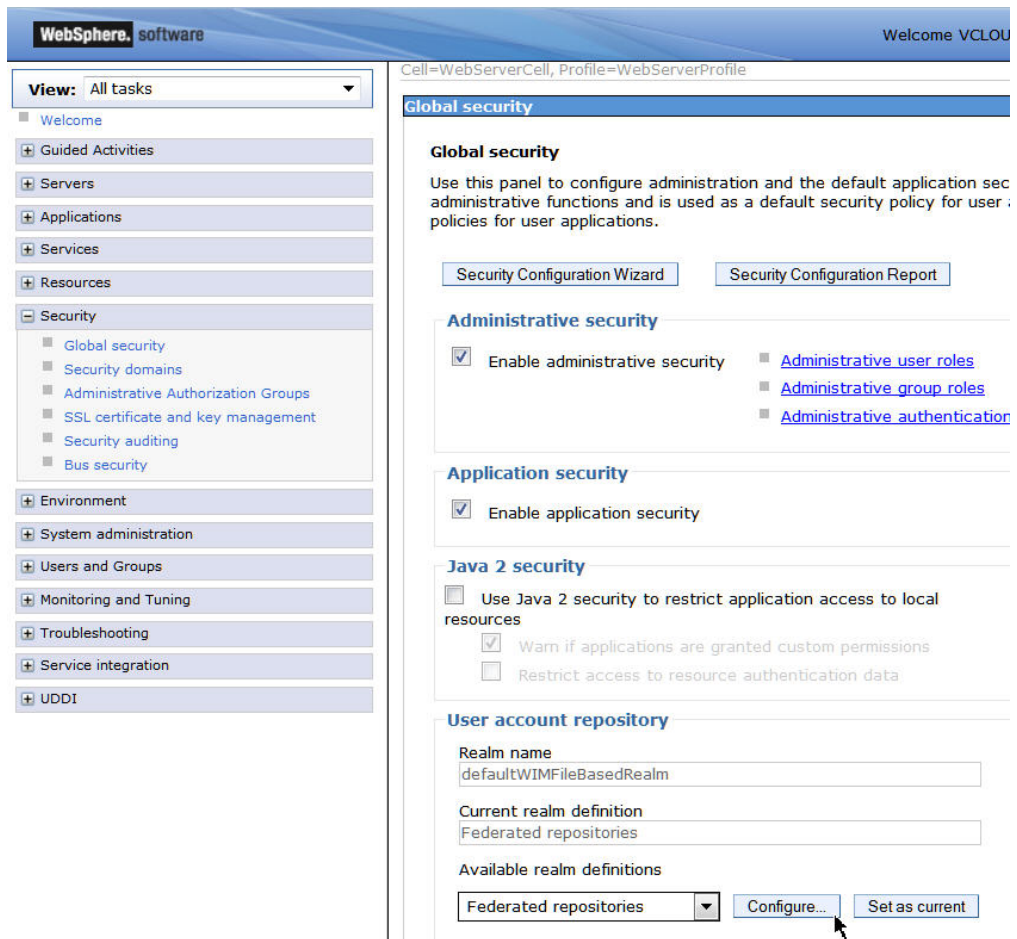 WebSphere. software
Welcome VCLOU
View: All tasks
Welcome
Guided Activities
Servers
Applications
Services
Resources
Security
Global security
Security domains
Administrative Authorization Groups
SSL certificate and key management
Security auditing
Bus security
Environment
System administration
Users and Groups
Monitoring and Tuning
Troubleshooting
Service integration
UDDI
Cell=WebServerCell, Profile=WebServerProfile
Global security
Global security
Use this panel to configure administration and the default application sec
administrative functions and is used as a default security policy for user a
policies for user applications.
Security Configuration Wizard Security Configuration Report
Administrative security
Enable administrative security
Administrative user roles
Administrative group roles
Administrative authentication
Application security
Enable application security
Java 2 security
Use Java 2 security to restrict application access to local
resources
Warn if applications are granted custom permissions
Restrict access to resource authentication data
User account repository
Realm name
defaultWIMFileBasedRealm
Current realm definition
Federated repositories
Available realm definitions
Federated repositories Configure... Set as current